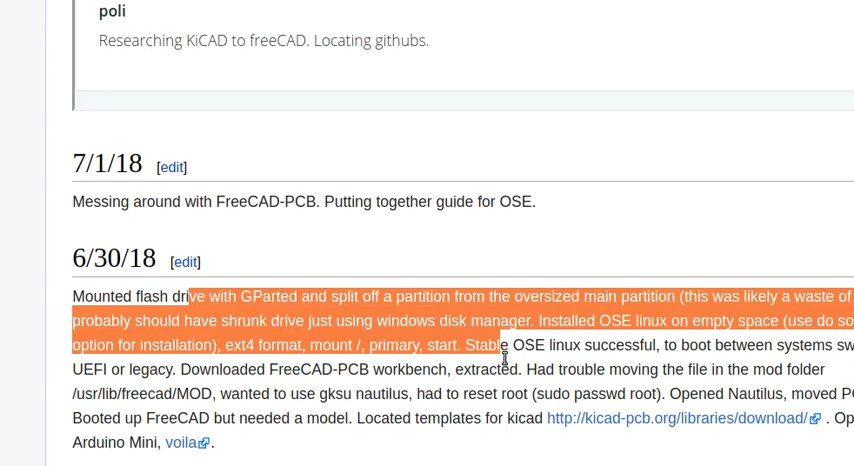 poli
Researching KiCAD to freeCAD. Locating githubs.
7/1/18 [edit]
Messing around with FreeCAD-PCB. Putting together guide for OSE.
6/30/18 [edit]
Mounted flash drive with GParted and split off a partition from the oversized main partition (this was likely a waste of
probably should have shrunk drive just using windows disk manager. Installed OSE linux on empty space (use do so
option for installation), ext4 format, mount /, primary, start. Stable OSE linux successful, to boot between systems sw
UEFI or legacy. Downloaded FreeCAD-PCB workbench, extracted. Had trouble moving the file in the mod folder
/usr/lib/freecad/MOD, wanted to use gksu nautilus, had to reset root (sudo passwd root). Opened Nautilus, moved PC
Booted up FreeCAD but needed a model. Located templates for kicad http://kicad-pcb.org/libraries/download/ . Op
Arduino Mini, voila.